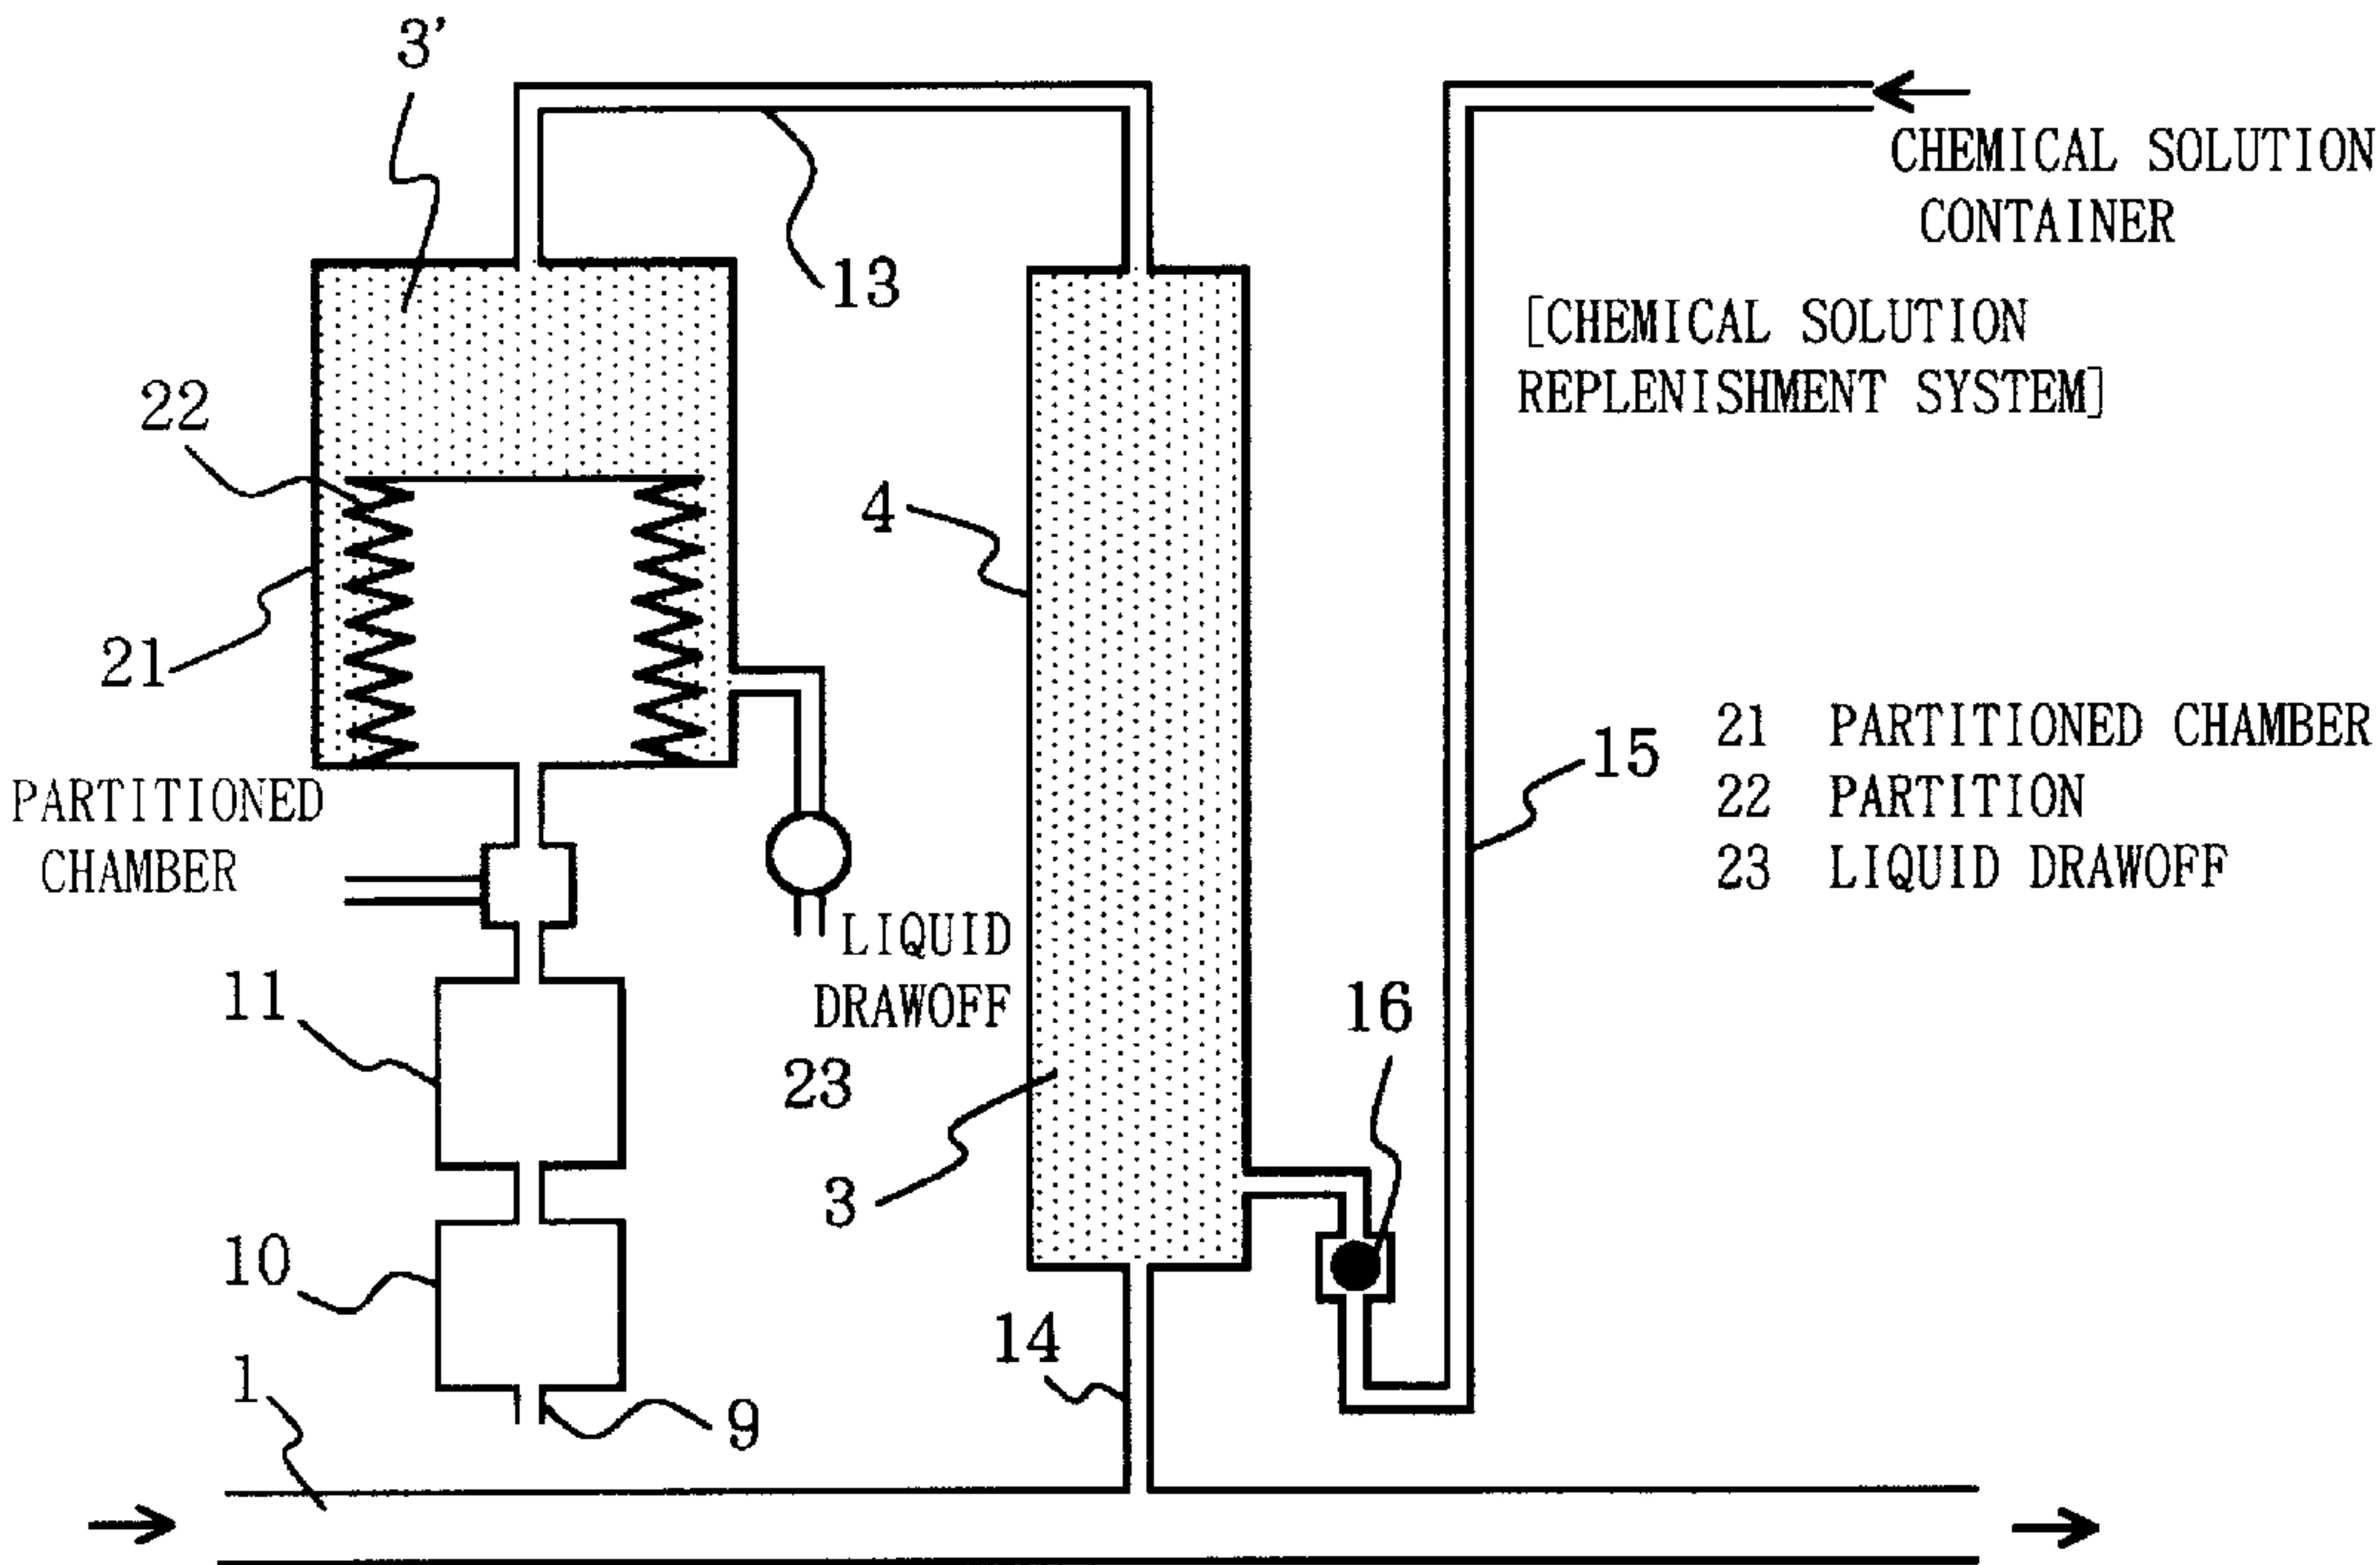 3'
CHEMICAL SOLUTION
CONTAINER
13
[CHEMICAL SOLUTION
REPLENISHMENT SYSTEM]
22
4
21
15
21 PARTITIONED CHAMBER
22 PARTITION
23 LIQUID DRAWOFF
PARTITIONED
CHAMBER
LIQUID
DRAWOFF
23
11
16
3
10
14
1
9